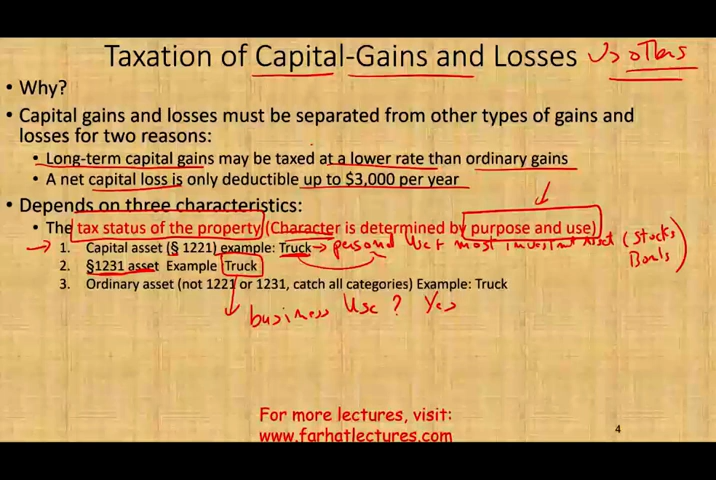 Taxation of Capital-Gains and Losses Vs others
• Why?
• Capital gains and losses must be separated from other types of gains and
losses for two reasons:
• Long-term capital gains may be taxed at a lower rate than ordinary gains
• A net capital loss is only deductible up to $3,000 per year
• Depends on three characteristics:
• The tax status of the property (Character is determined by purpose and use)
1. Capital asset (§ 1221) example: Truck → personal use + most investment Asset (Stocks
Bonds)
2. §1231 asset Example Truck
3. Ordinary asset (not 1221 or 1231, catch all categories) Example: Truck
business Use? Yes
For more lectures, visit:
www.farhatlectures.com
4